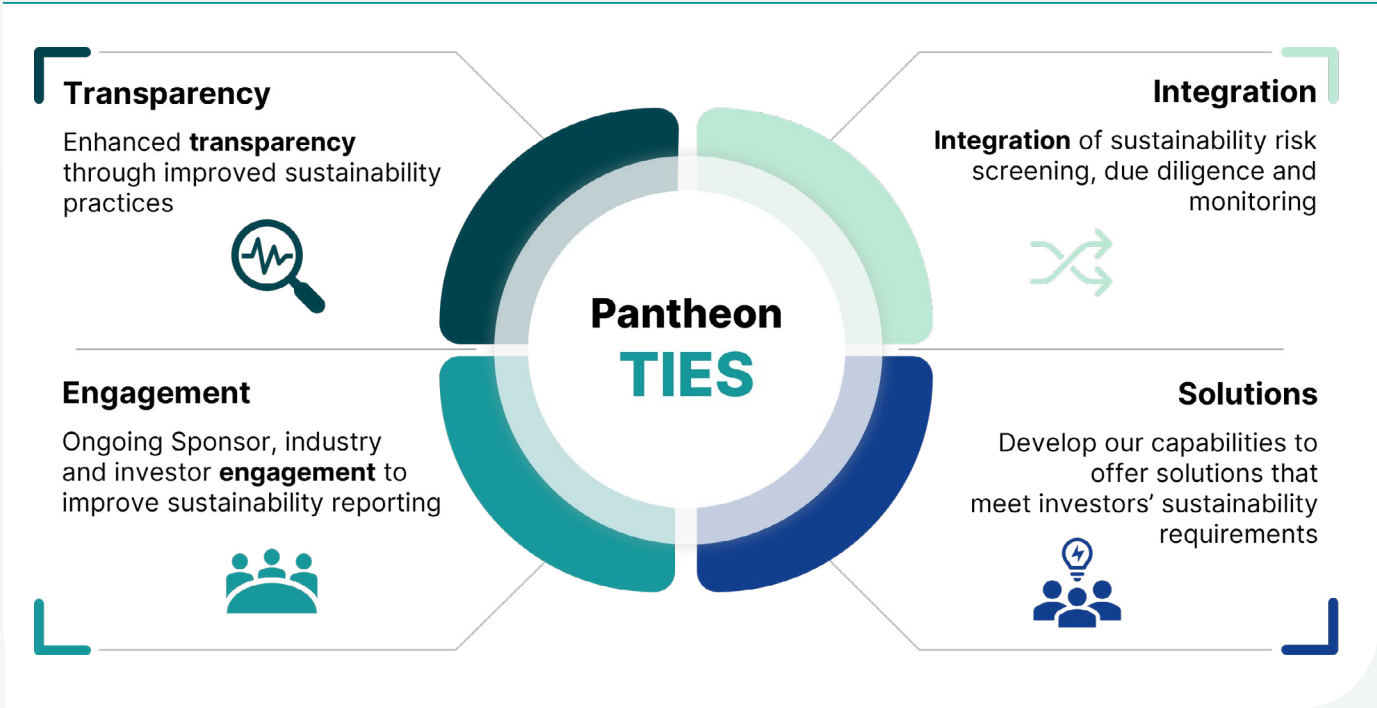 Transparency
Enhanced transparency
through improved sustainability
practices
Integration
Integration of sustainability risk
screening, due diligence and
monitoring
Pantheon
TIES
Engagement
Ongoing Sponsor, industry
and investor engagement to
improve sustainability reporting
Solutions
Develop our capabilities to
offer solutions that
meet investors’ sustainability
requirements